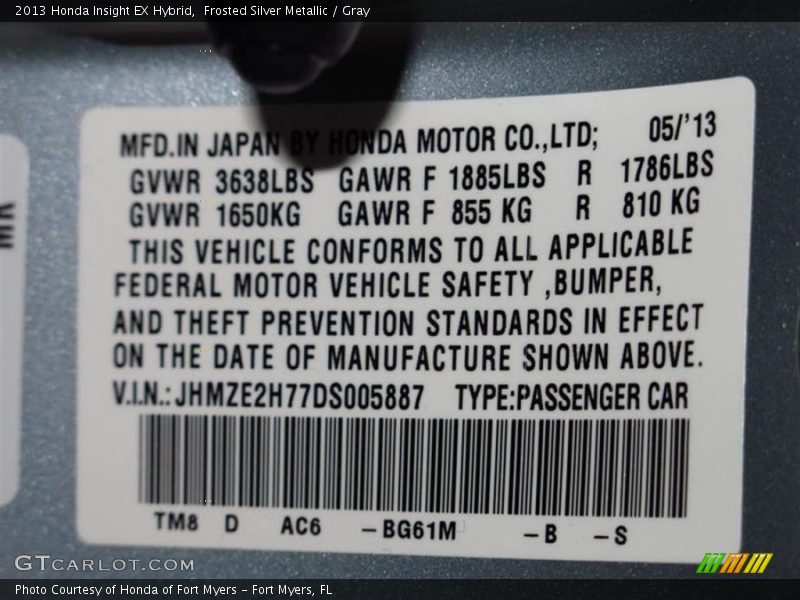 2013 Honda Insight EX Hybrid,  Frosted Silver Metallic / Gray
MFD.IN JAPAN BY HONDA MOTOR CO.,LTD; 05/'13
GVWR 3638LBS GAWR F 1885LBS R 1786LBS
GVWR 1650KG GAWR F 855 KG R 810 KG
THIS VEHICLE CONFORMS TO ALL APPLICABLE
FEDERAL MOTOR VEHICLE SAFETY ,BUMPER,
AND THEFT PREVENTION STANDARDS IN EFFECT
ON THE DATE OF MANUFACTURE SHOWN ABOVE.
V.I.N.:JHMZE2H77DS005887 TYPE:PASSENGER CAR
TM8 D AC6 -BG61M -B -S
GTCARLOT.COM
Photo Courtesy of Honda of Fort Myers - Fort Myers, FL